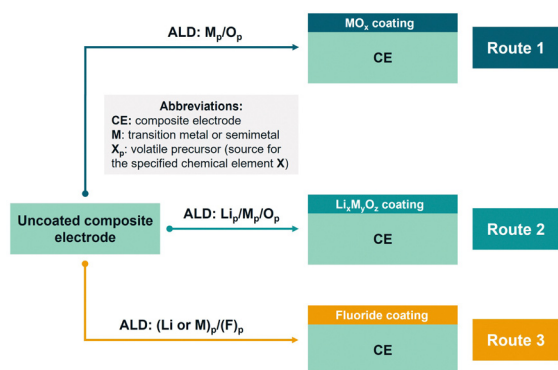 ALD: Mp/Op
MOx coating
CE
Route 1
Abbreviations:
CE: composite electrode
M: transition metal or semimetal
Xp: volatile precursor (source for
the specified chemical element X)
Uncoated composite
electrode
ALD: Lip/Mp/Op
LixMyOz coating
CE
Route 2
ALD: (Li or M)p/(F)p
Fluoride coating
CE
Route 3